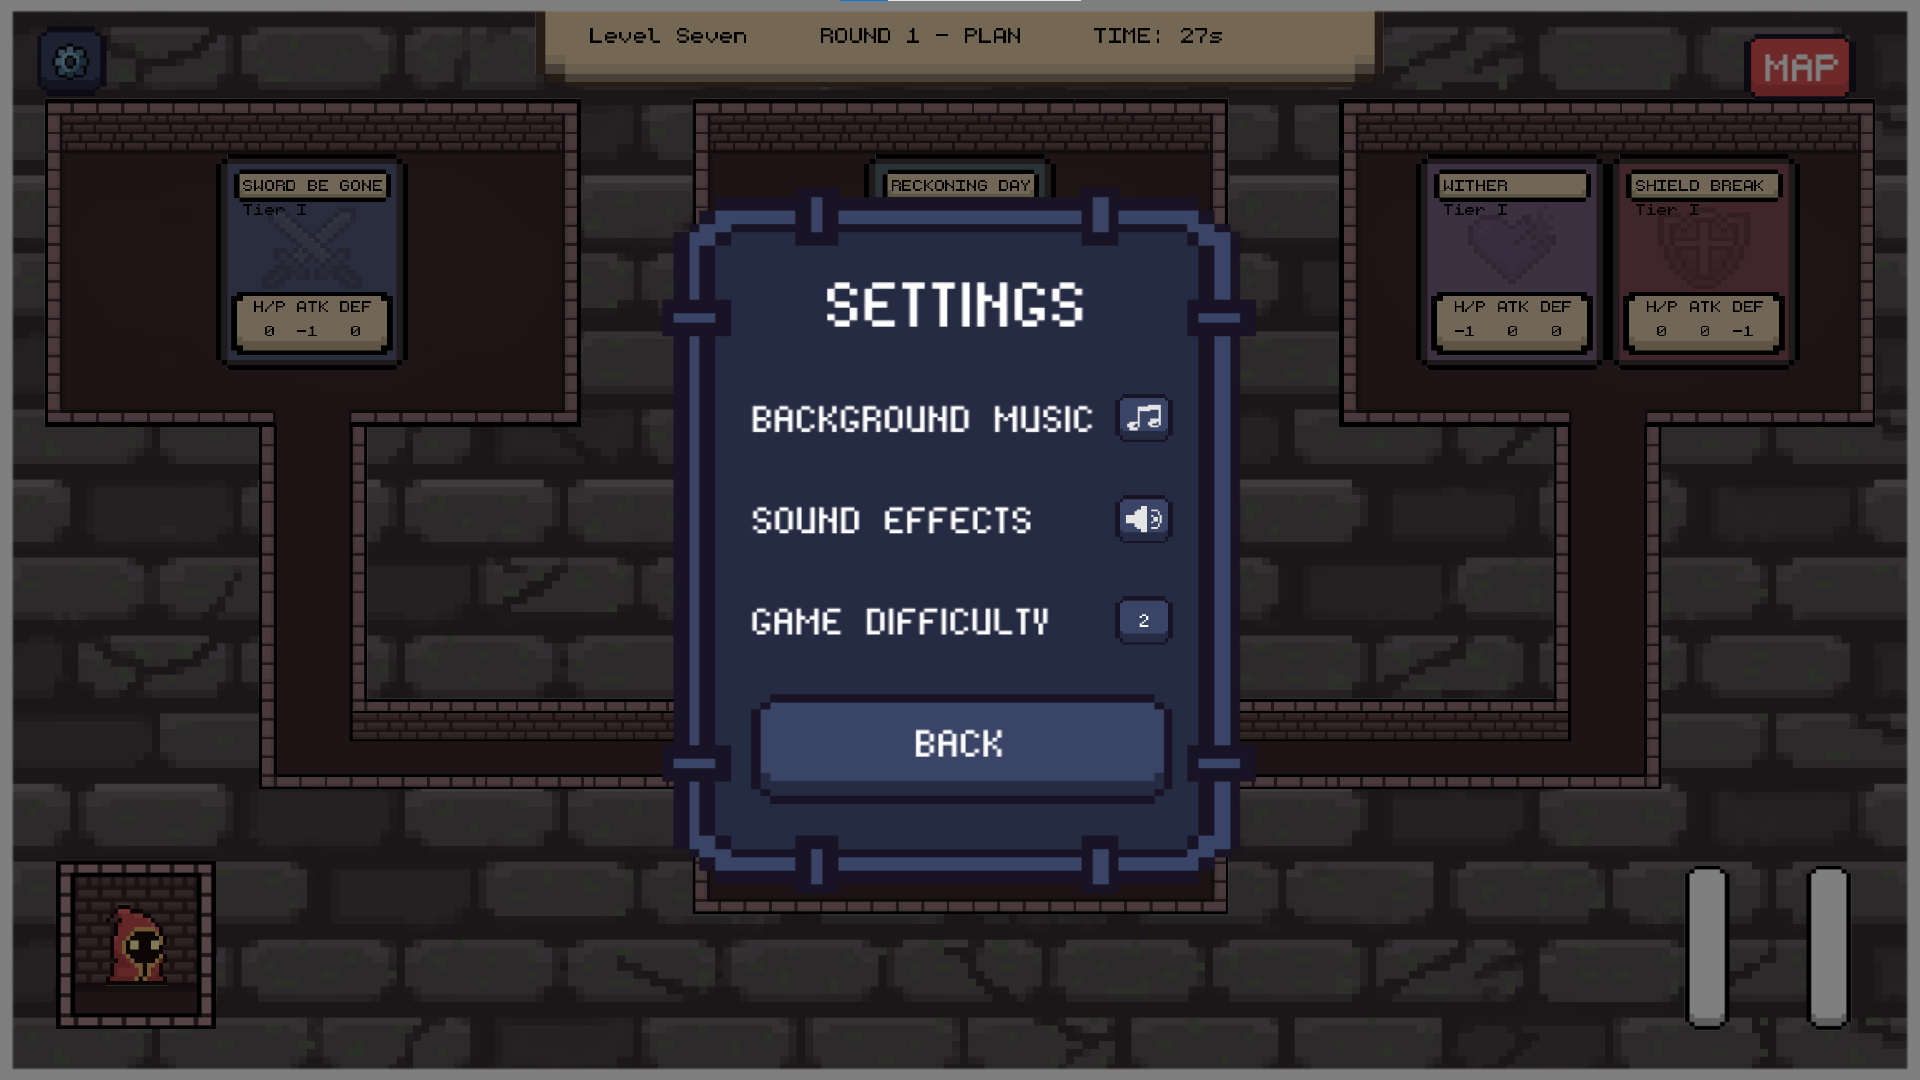 Level Seven ROUND 1 - PLAN TIME: 27s
MAP
SWORD BE GONE
Tier I
H/P ATK DEF
0 -1 0
RECKONING DAY
WITHER
Tier I
H/P ATK DEF
-1 0 0
SHIELD BREAK
Tier I
H/P ATK DEF
0 0 -1
SETTINGS
BACKGROUND MUSIC
SOUND EFFECTS
GAME DIFFICULTY 2
BACK